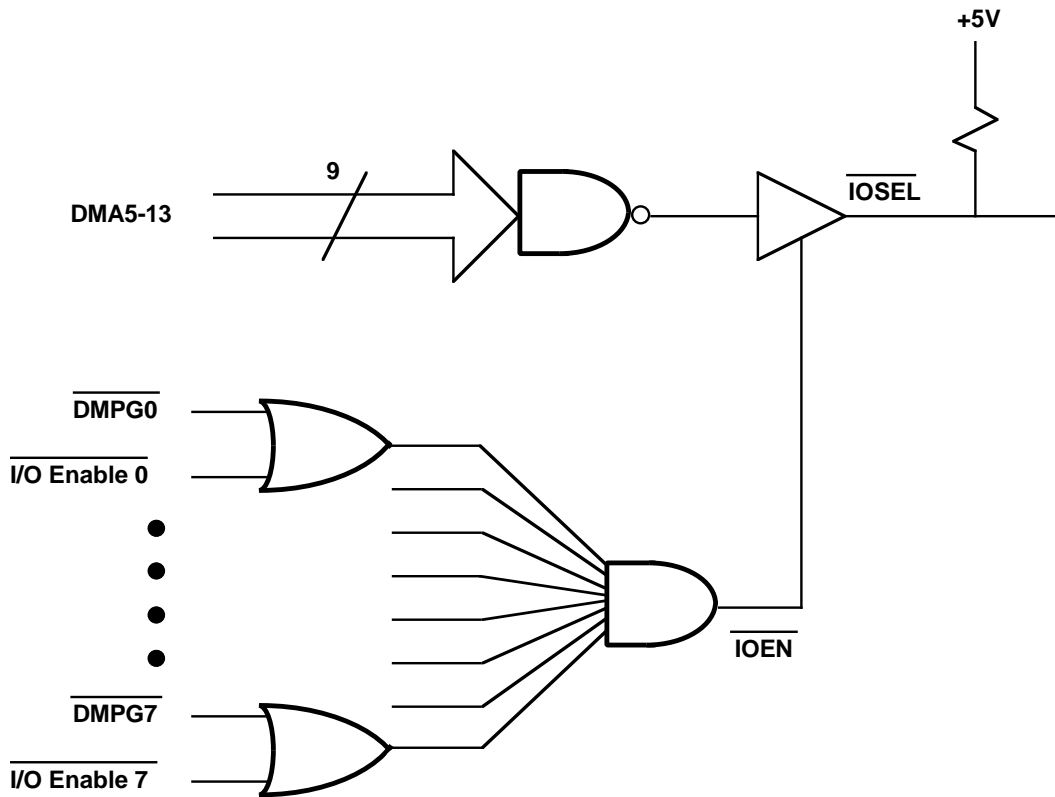 +5V
9
DMA5-13
IOSEL
DMPG0
I/O Enable 0
IOEN
DMPG7
I/O Enable 7